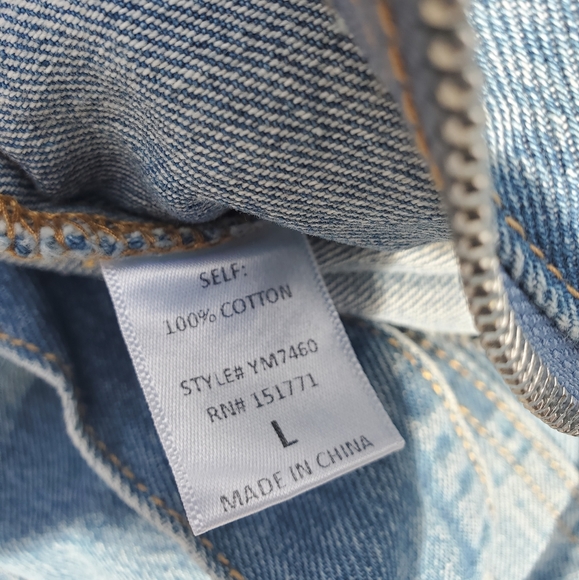 SELF:
100% COTTON
STYLE# YM7460
RN# 151771
L
MADE IN CHINA